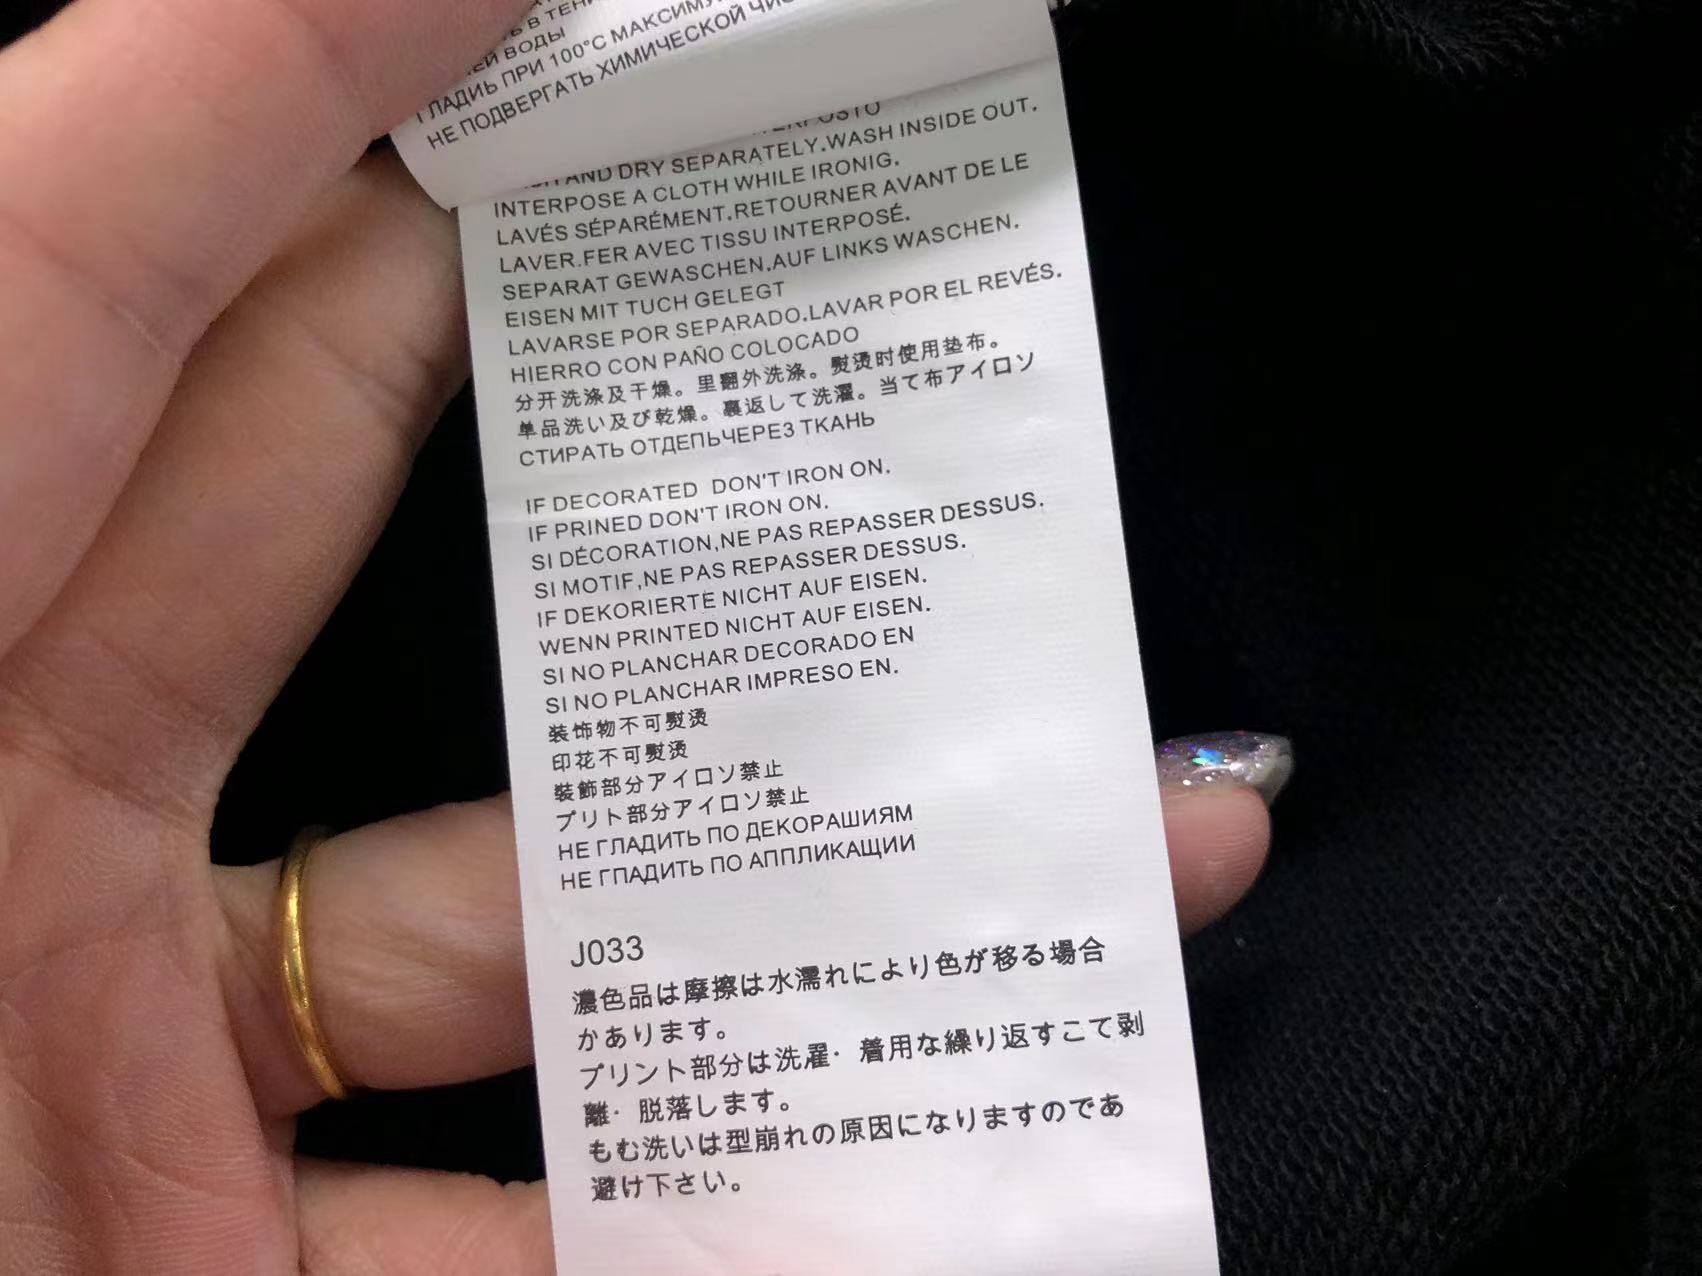 В ТЕН
ЕЙ ВОДЫ
ГЛАДИЬ ПРИ 100°C МАКСИМУ
НЕ ПОДВЕРГАТЬ ХИМИЧЕСКОЙ ЧИС
AND DRY SEPARATELY.WASH INSIDE OUT.
INTERPOSE A CLOTH WHILE IRONIG.
LAVÉS SÉPARÉMENT.RETOURNER AVANT DE LE
LAVER.FER AVEC TISSU INTERPOSÉ.
SEPARAT GEWASCHEN.AUF LINKS WASCHEN.
EISEN MIT TUCH GELEGT
LAVARSE POR SEPARADO.LAVAR POR EL REVÉS.
HIERRO CON PAÑO COLOCADO
分开洗涤及干燥。里翻外洗涤。熨烫时使用垫布。
单品洗い及び乾燥。裏返して洗濯。当て布アイロソ
СТИРАТЬ ОТДЕПЬЧЕРЕЗ ТКАНЬ
IF DECORATED DON'T IRON ON.
IF PRINED DON'T IRON ON.
SI DÉCORATION,NE PAS REPASSER DESSUS.
SI MOTIF,NE PAS REPASSER DESSUS.
IF DEKORIERTE NICHT AUF EISEN.
WENN PRINTED NICHT AUF EISEN.
SI NO PLANCHAR DECORADO EN
SI NO PLANCHAR IMPRESO EN.
装饰物不可熨烫
印花不可熨烫
裝飾部分アイロソ禁止
プリト部分アイロソ禁止
НЕ ГЛАДИТЬ ПО ДЕКОРАШИЯМ
НЕ ГПАДИТЬ ПО АППЛИКАЩИИ
J033
濃色品は摩擦は水濡れにより色が移る場合
かあります。
プリント部分は洗濯·着用な繰り返すこて剥
離·脱落します。
もむ洗いは型崩れの原因になりますのであ
避け下さい。